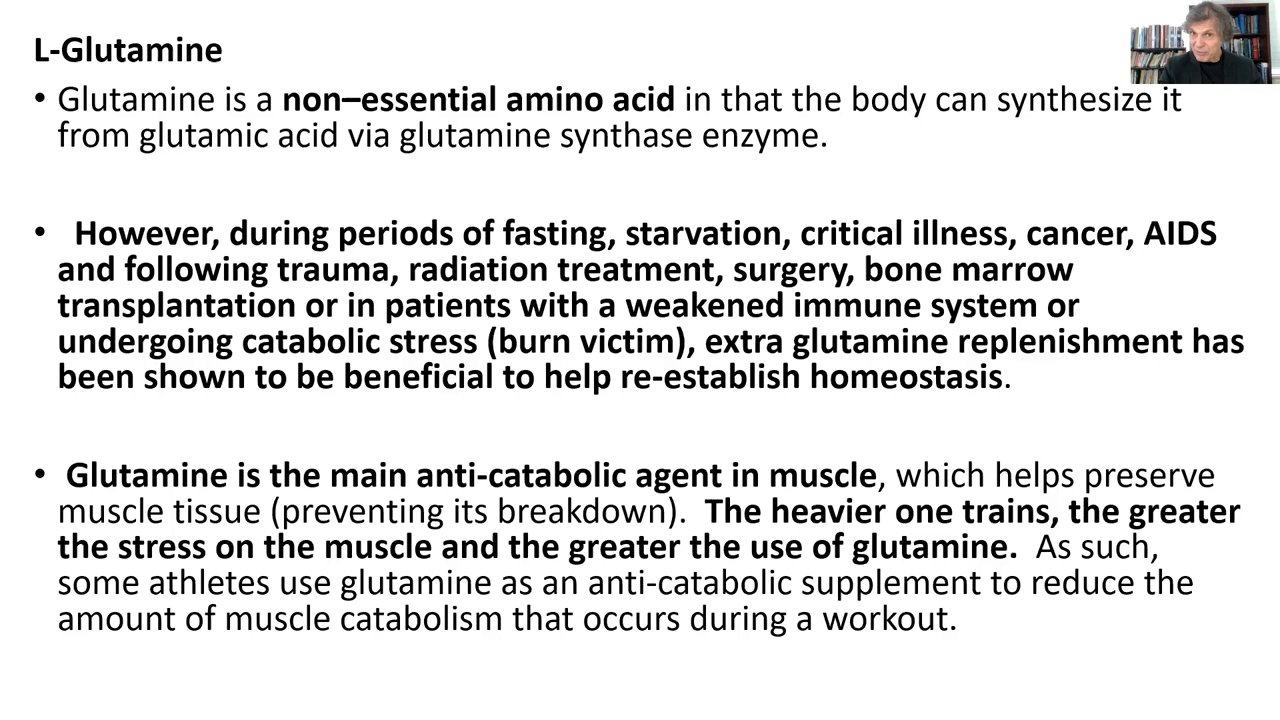 L-Glutamine
• Glutamine is a non–essential amino acid in that the body can synthesize it
from glutamic acid via glutamine synthase enzyme.
• However, during periods of fasting, starvation, critical illness, cancer, AIDS
and following trauma, radiation treatment, surgery, bone marrow
transplantation or in patients with a weakened immune system or
undergoing catabolic stress (burn victim), extra glutamine replenishment has
been shown to be beneficial to help re-establish homeostasis.
• Glutamine is the main anti-catabolic agent in muscle, which helps preserve
muscle tissue (preventing its breakdown). The heavier one trains, the greater
the stress on the muscle and the greater the use of glutamine. As such,
some athletes use glutamine as an anti-catabolic supplement to reduce the
amount of muscle catabolism that occurs during a workout.